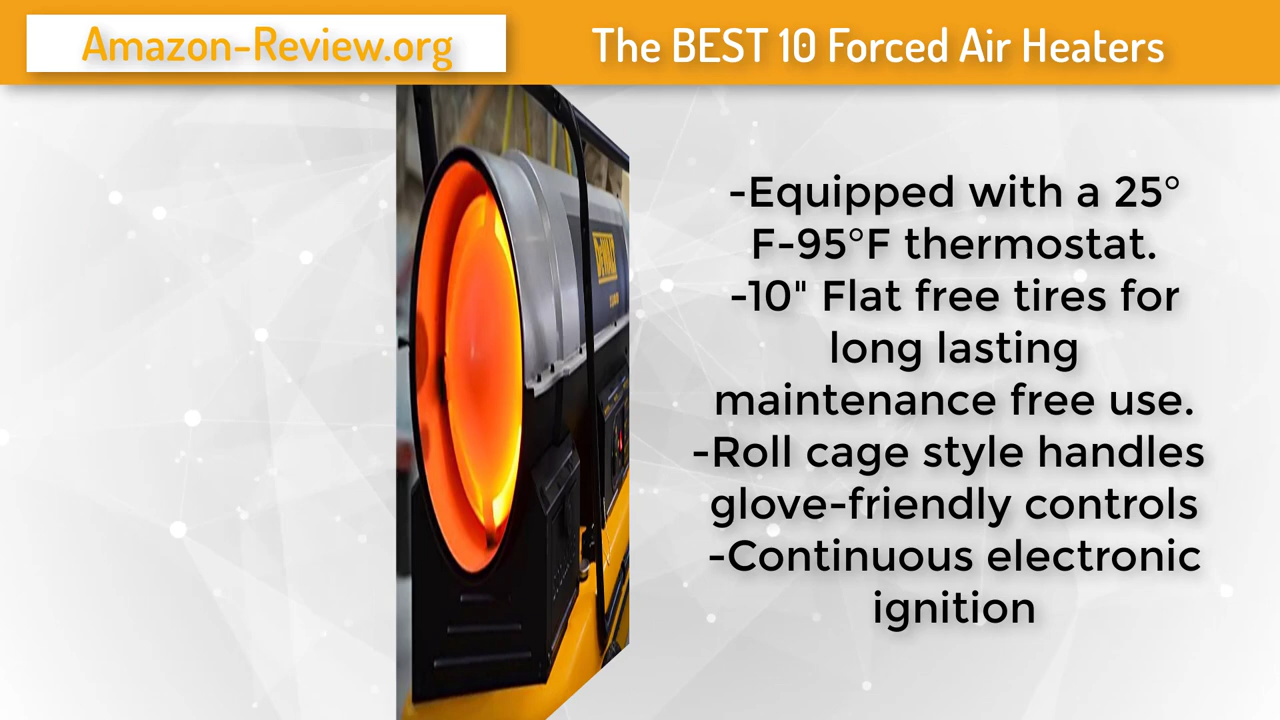 Amazon-Review.org
The BEST 10 Forced Air Heaters
-Equipped with a 25°
F-95°F thermostat.
-10" Flat free tires for
long lasting
maintenance free use.
-Roll cage style handles
glove-friendly controls
-Continuous electronic
ignition
DEWALT